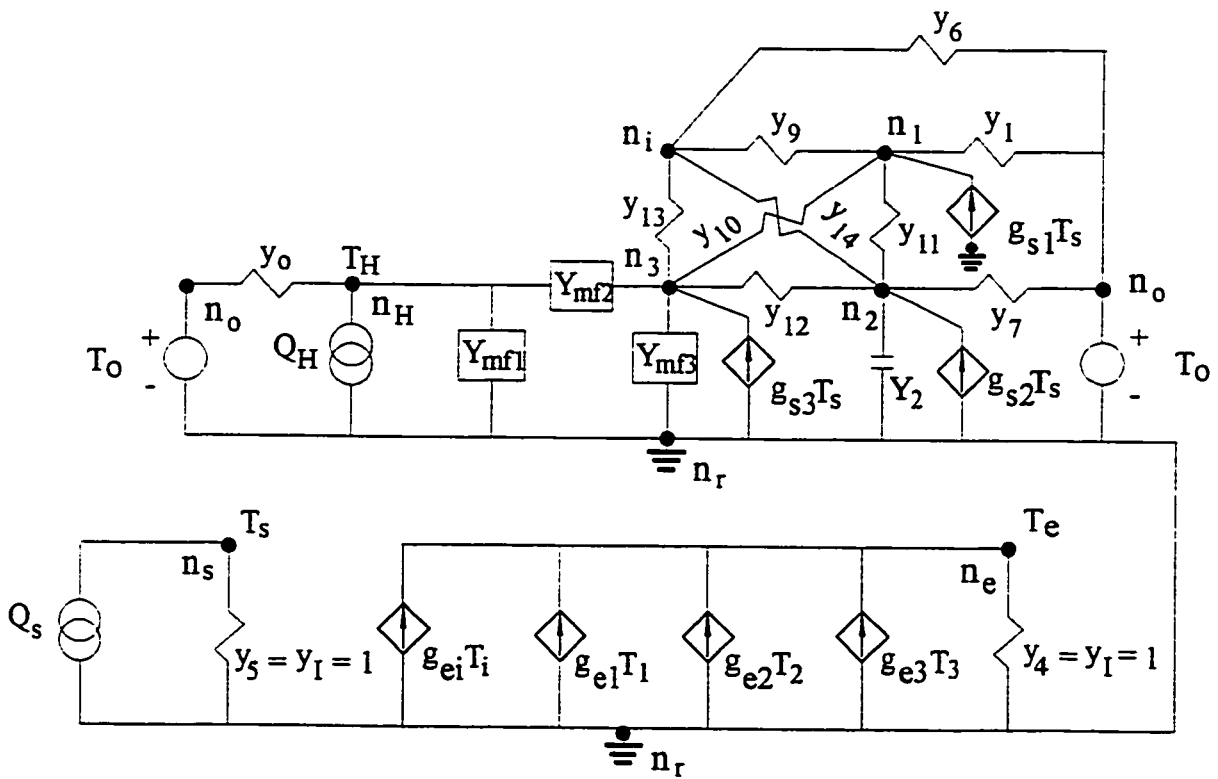 y6
ni
y9
n1
y1
y13
y10
y14
y11
gs1Ts
yo
TH
n3
no
nH
Ymf2
y12
n2
y7
no
To
+
-
QH
Ymf1
Ymf3
gs3Ts
Y2
gs2Ts
+
-
To
nr
Ts
Te
ns
ne
Qs
y5 = yI = 1
geiTi
ge1T1
ge2T2
ge3T3
y4 = yI = 1
nr